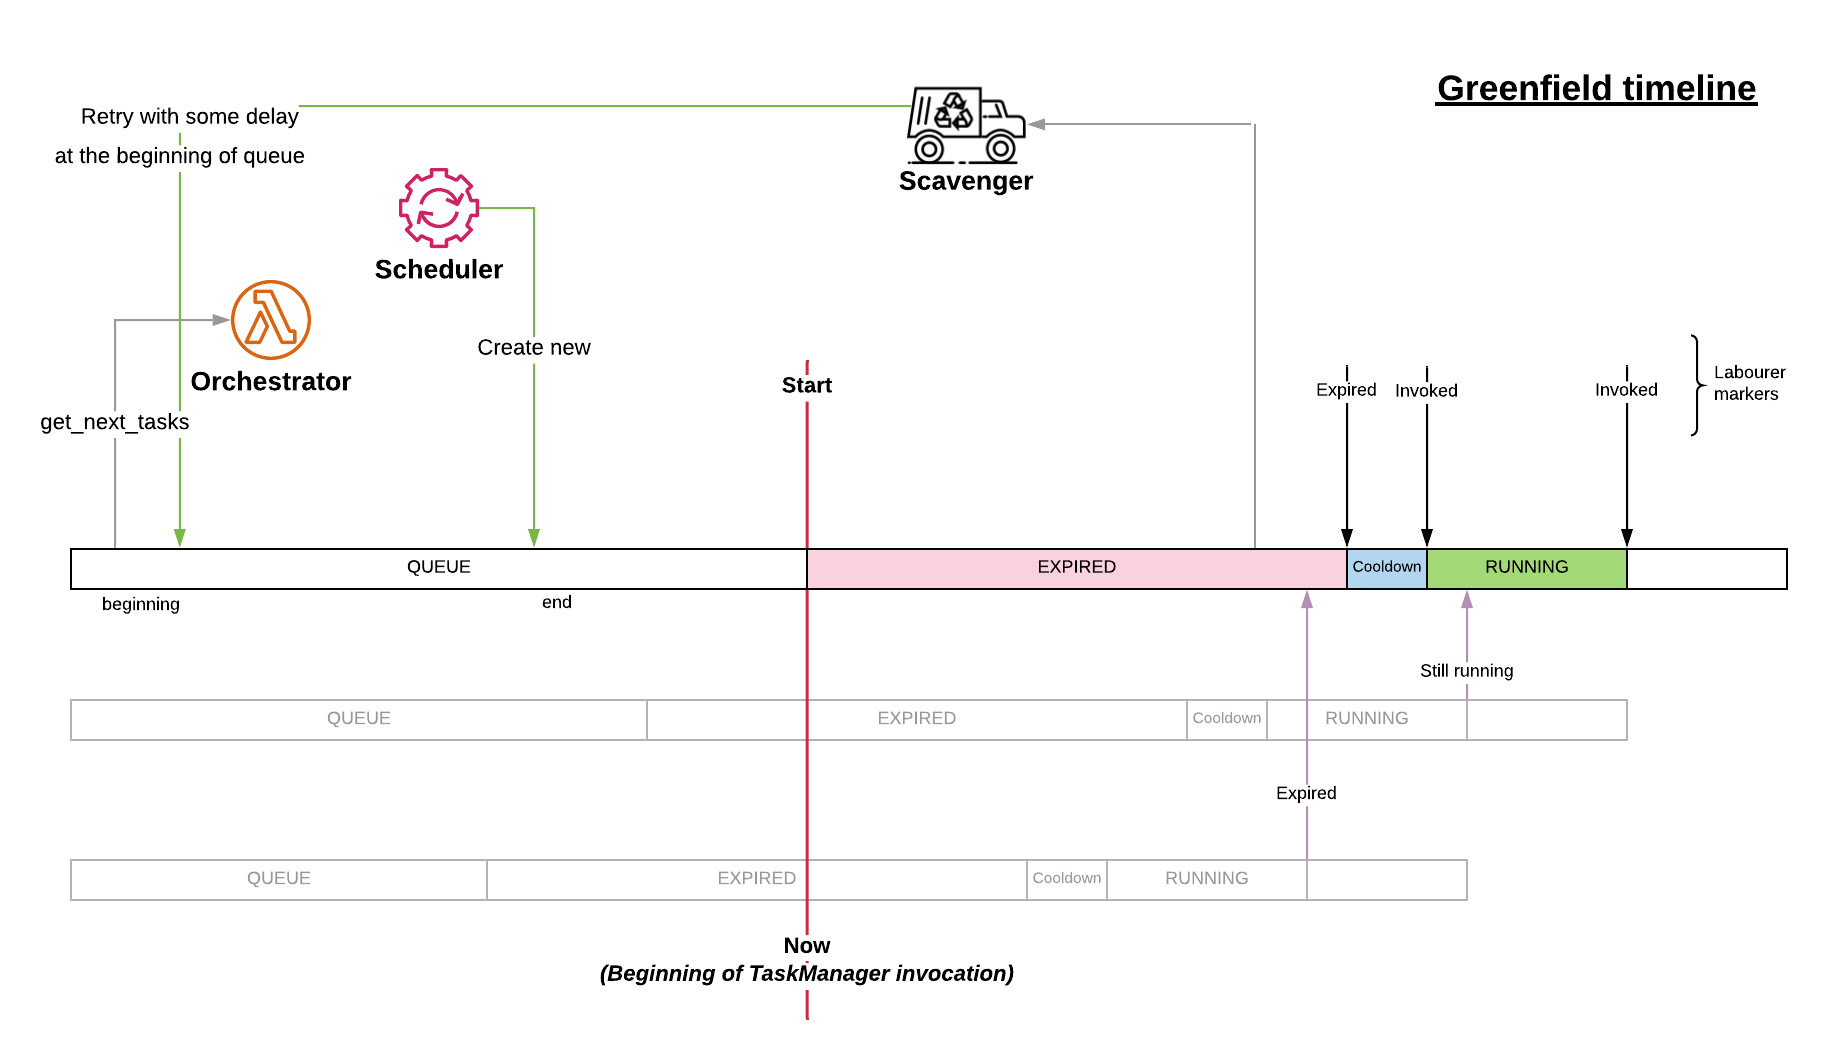 Greenfield timeline
Retry with some delay
at the beginning of queue
Scavenger
Scheduler
Orchestrator
Create new
get_next_tasks
Start
Expired
Invoked
Invoked
Labourer
markers
QUEUE
EXPIRED
Cooldown
RUNNING
beginning
end
Still running
QUEUE
EXPIRED
Cooldown
RUNNING
Expired
QUEUE
EXPIRED
Cooldown
RUNNING
Now
(Beginning of TaskManager invocation)